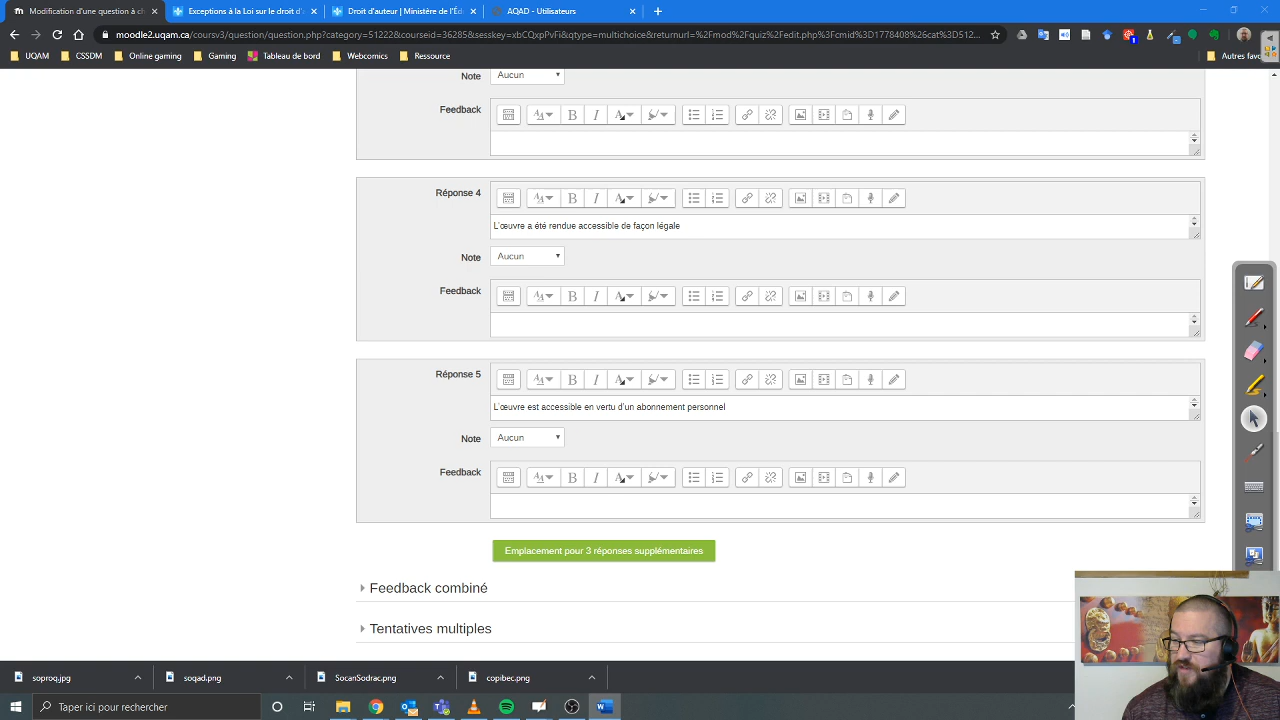 Modification d'une question à ch
Exceptions à la Loi sur le droit d'
Droit d'auteur | Ministère de l'Éd
AQAD - Utilisateurs
moodle2.uqam.ca/coursv3/question/question.php?category=51222&courseid=36285&sesskey=xbCQxpPvFi&qtype=multichoice&returnurl=%2Fmod%2Fquiz%2Fedit.php%3Fcmid%3D1778408%26cat%3D512...
UQAM
CSSDM
Online gaming
Gaming
Tableau de bord
Webcomics
Ressource
Autres favo
Note
Aucun
Feedback
Réponse 4
L'œuvre a été rendue accessible de façon légale
Note
Aucun
Feedback
Réponse 5
L'œuvre est accessible en vertu d'un abonnement personnel
Note
Aucun
Feedback
Emplacement pour 3 réponses supplémentaires
Feedback combiné
Tentatives multiples
soproq.jpg
soqad.png
SocanSodrac.png
copibec.png
Taper ici pour rechercher